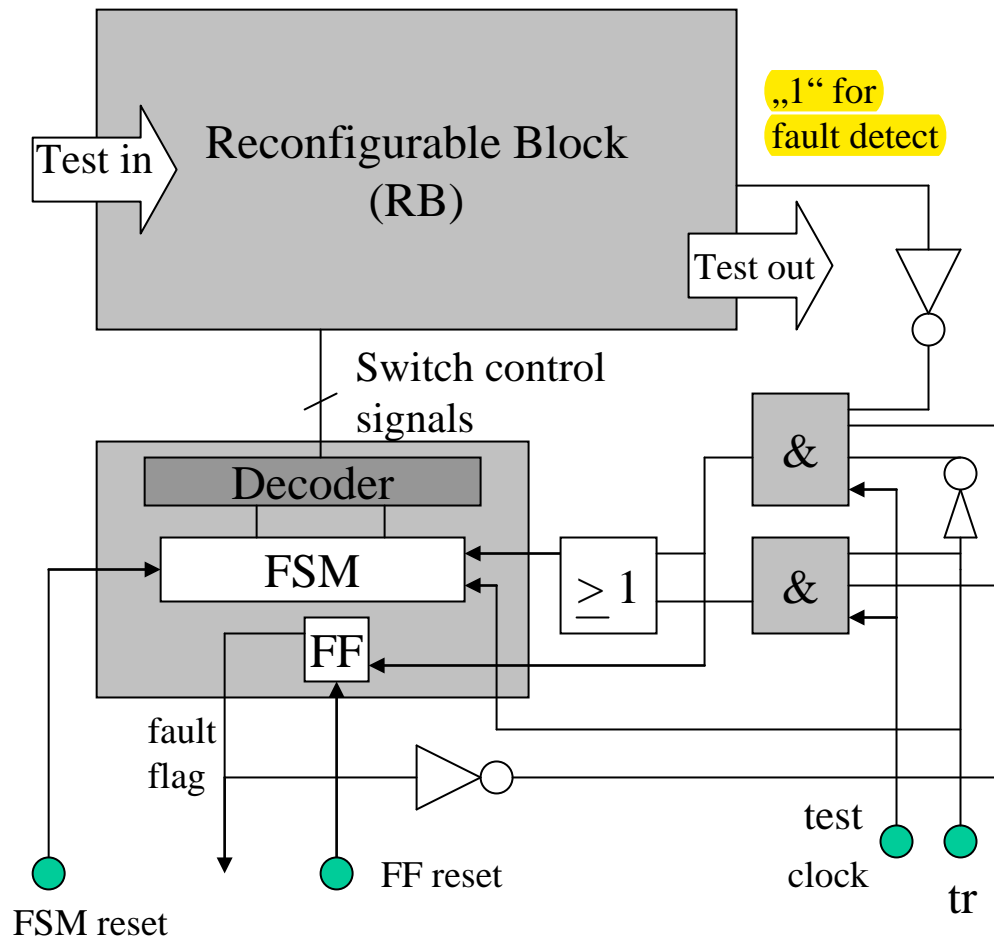 „1“ for
fault detect
Test in
Reconfigurable Block
(RB)
Test out
Switch control
signals
&
Decoder
FSM
≥ 1
&
FF
fault
flag
test
clock
FF reset
tr
FSM reset